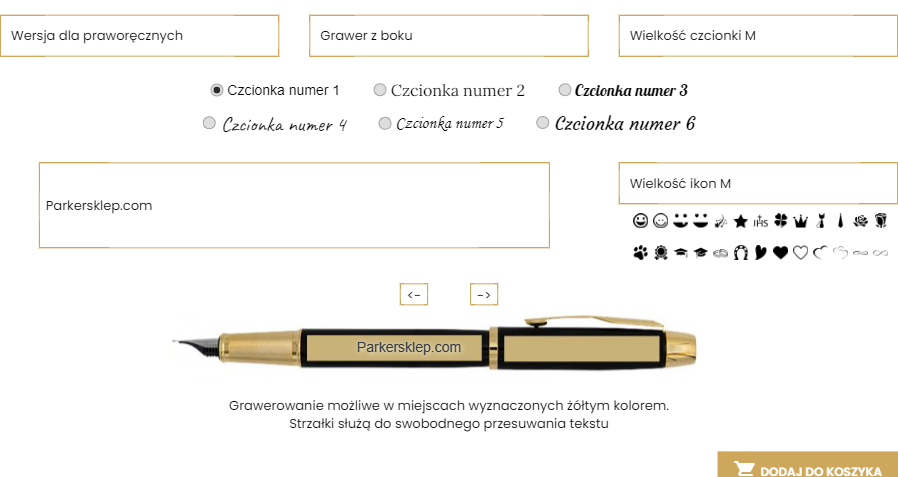 Wersja dla praworęcznych
Grawer z boku
Wielkość czcionki M
Czcionka numer 1
Czcionka numer 2
Czcionka numer 3
Czcionka numer 4
Czcionka numer 5
Czcionka numer 6
Parkersklep.com
Wielkość ikon M
IHS
<-
->
Parkersklep.com
Grawerowanie możliwe w miejscach wyznaczonych żółtym kolorem.
Strzałki służą do swobodnego przesuwania tekstu
DODAJ DO KOSZYKA